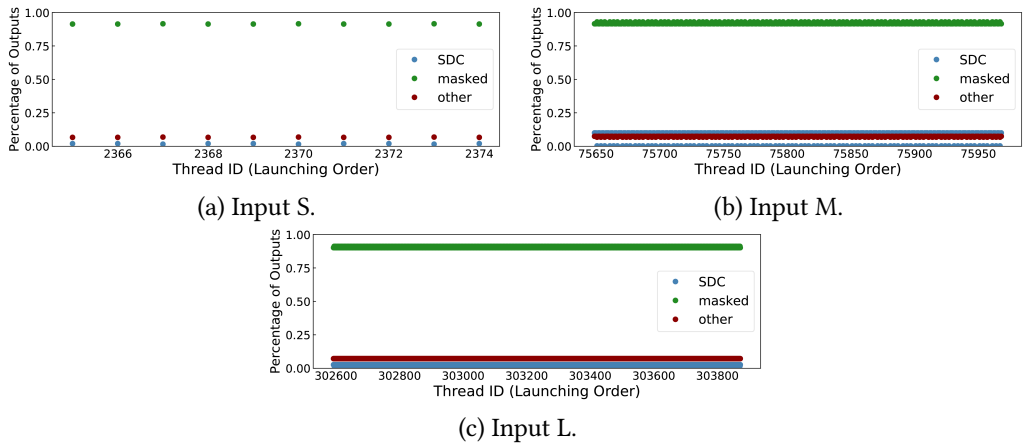 Percentage of Outputs
1.00
0.75
0.50
0.25
0.00
SDC
masked
other
2366 2368 2370 2372 2374
Thread ID (Launching Order)
(a) Input S.
Percentage of Outputs
1.00
0.75
0.50
0.25
0.00
SDC
masked
other
75650 75700 75750 75800 75850 75900 75950
Thread ID (Launching Order)
(b) Input M.
Percentage of Outputs
1.00
0.75
0.50
0.25
0.00
SDC
masked
other
302600 302800 303000 303200 303400 303600 303800
Thread ID (Launching Order)
(c) Input L.